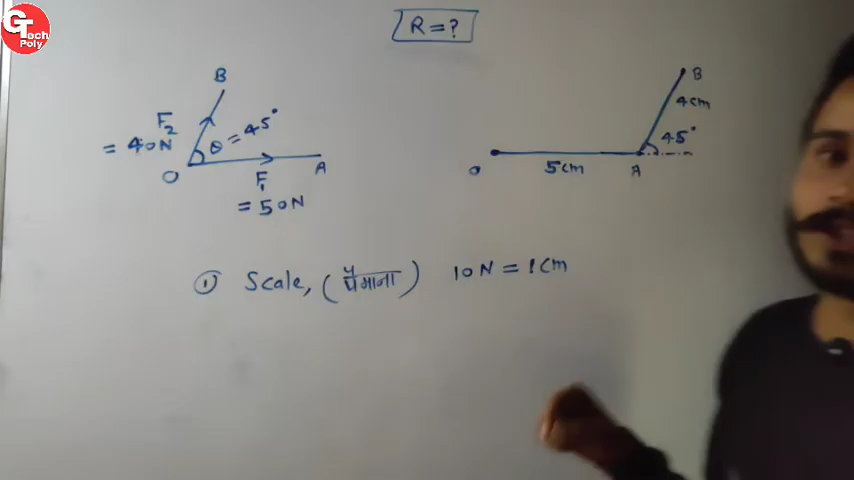 GTech
Poly
R = ?
B
F₂
= 40N
θ = 45°
O
A
F₁
= 50N
B
4cm
45°
O
5cm
A
① Scale, (पैमाना) 10N = 1cm